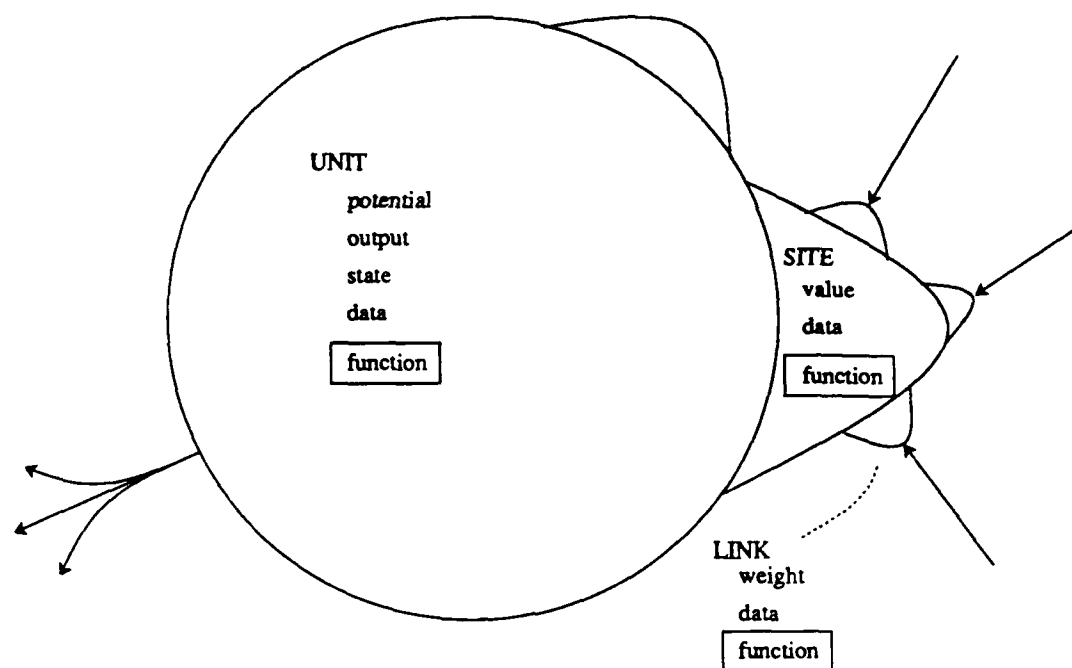 UNIT
potential
output
state
data
function
SITE
value
data
function
LINK
weight
data
function